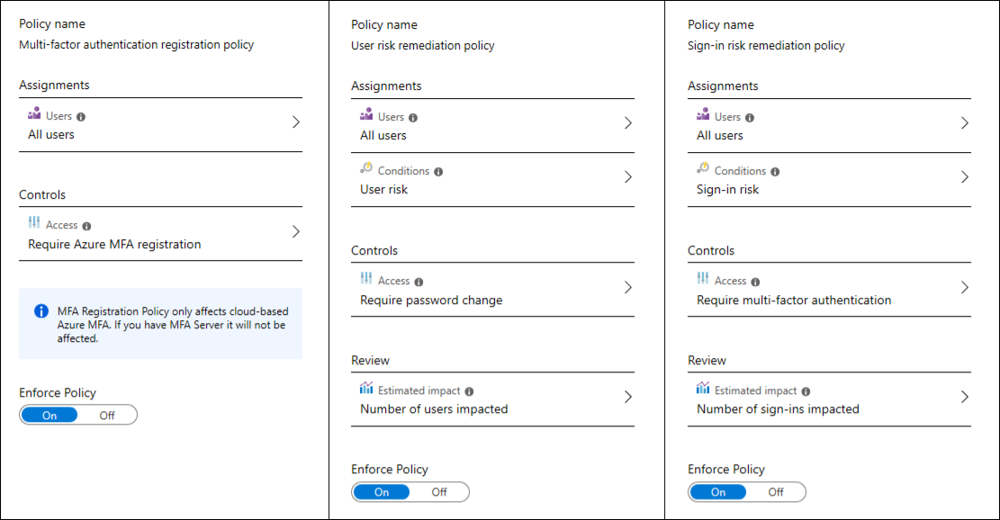 Policy name
Multi-factor authentication registration policy
Assignments
Users
All users
Controls
Access
Require Azure MFA registration
MFA Registration Policy only affects cloud-based
Azure MFA. If you have MFA Server it will not be
affected.
Enforce Policy
On Off
Policy name
User risk remediation policy
Assignments
Users
All users
Conditions
User risk
Controls
Access
Require password change
Review
Estimated impact
Number of users impacted
Enforce Policy
On Off
Policy name
Sign-in risk remediation policy
Assignments
Users
All users
Conditions
Sign-in risk
Controls
Access
Require multi-factor authentication
Review
Estimated impact
Number of sign-ins impacted
Enforce Policy
On Off